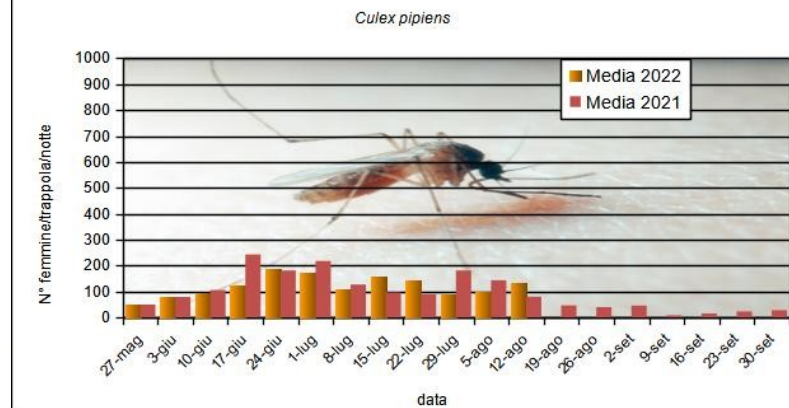 Culex pipiens
1000
900
800
700
600
500
400
300
200
100
0
N° femmine/trappola/notte
Media 2022
Media 2021
27-mag
3-giu
10-giu
17-giu
24-giu
1-lug
8-lug
15-lug
22-lug
29-lug
5-ago
12-ago
19-ago
26-ago
2-set
9-set
16-set
23-set
30-set
data